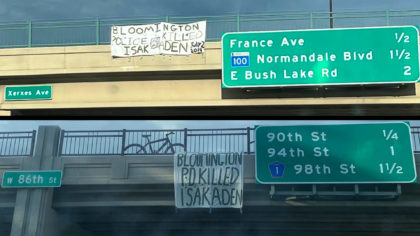 BLOOMINGTON
POLICE KILLED
ISAK ADEN
Xerxes Ave
France Ave 1/2
100 Normandale Blvd 1 1/2
E Bush Lake Rd 2
W 86th St
BLOOMINGTON
PD KILLED
ISAK ADEN
90th St 1/4
94th St 1
1 98th St 1 1/2